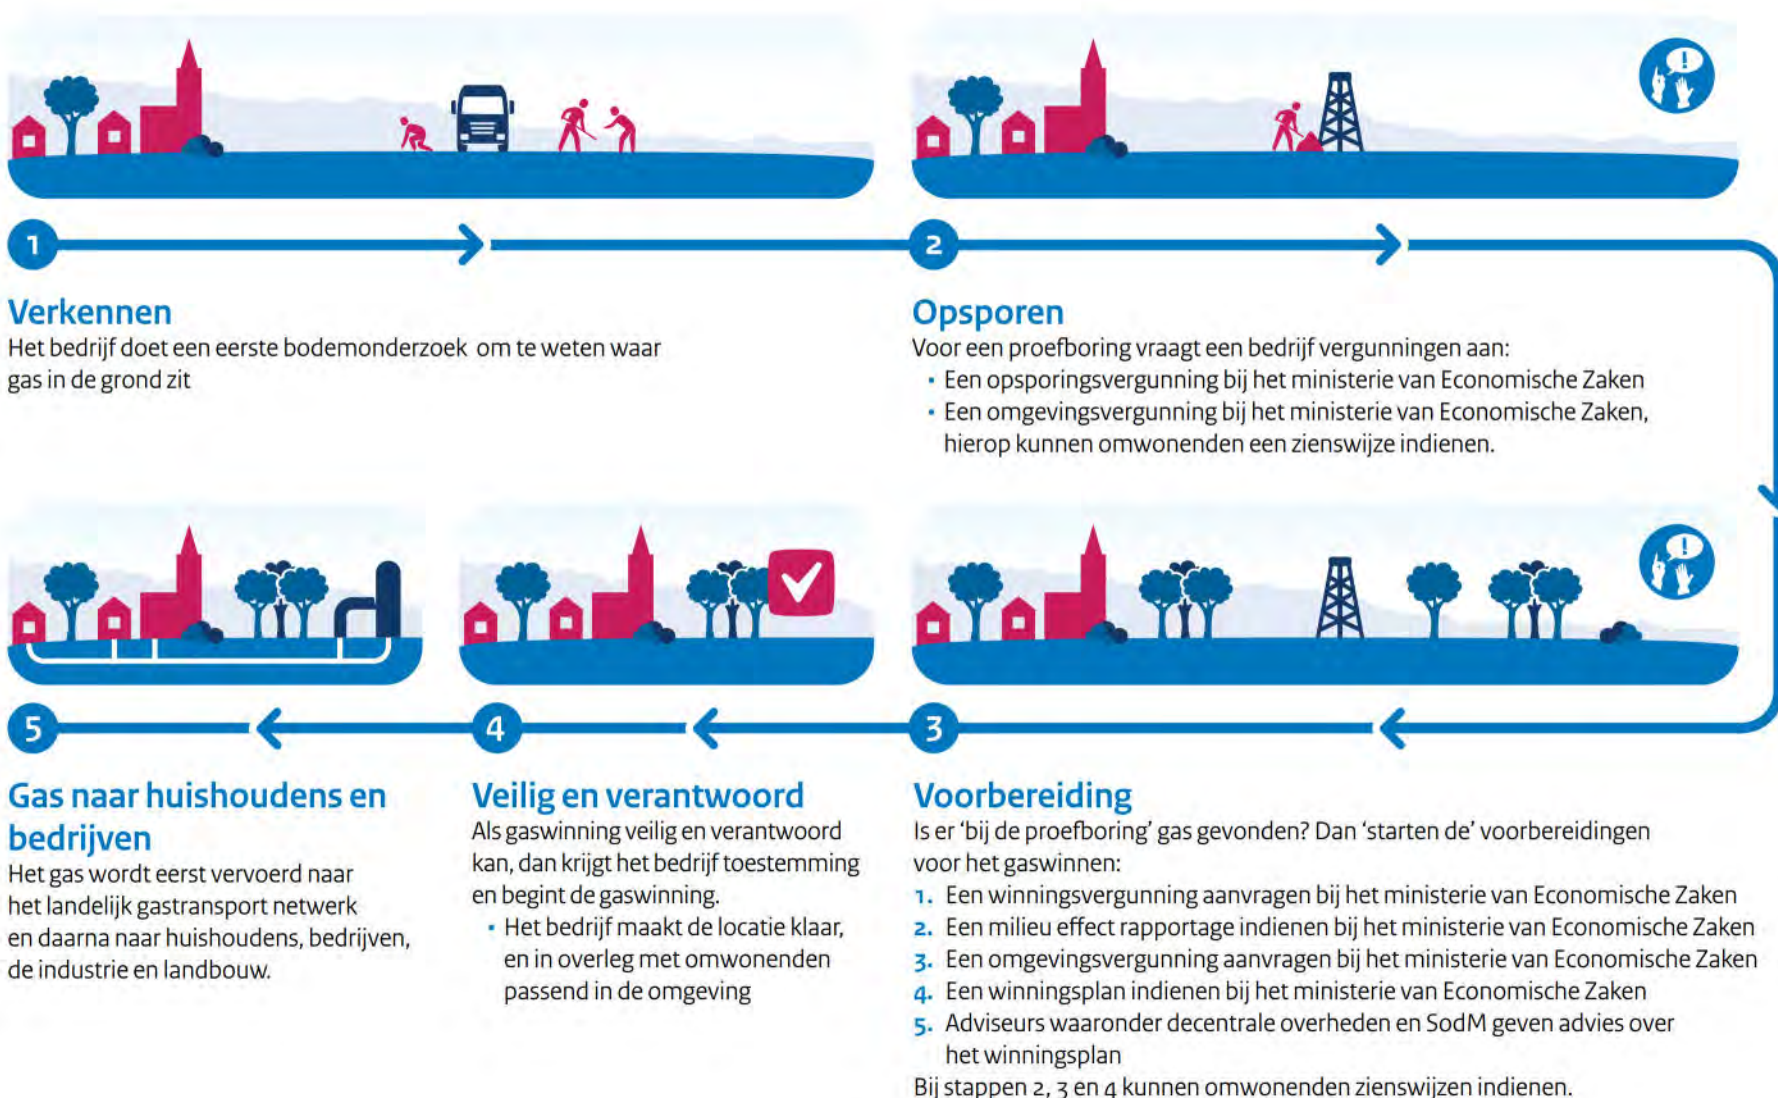 1
2
Verkennen
Het bedrijf doet een eerste bodemonderzoek om te weten waar
gas in de grond zit
Opsporen
Voor een proefboring vraagt een bedrijf vergunningen aan:
• Een opsporingsvergunning bij het ministerie van Economische Zaken
• Een omgevingsvergunning bij het ministerie van Economische Zaken,
hierop kunnen omwonenden een zienswijze indienen.
3
Voorbereiding
Is er ‘bij de proefboring’ gas gevonden? Dan ‘starten de’ voorbereidingen
voor het gaswinnen:
1. Een winningsvergunning aanvragen bij het ministerie van Economische Zaken
2. Een milieu effect rapportage indienen bij het ministerie van Economische Zaken
3. Een omgevingsvergunning aanvragen bij het ministerie van Economische Zaken
4. Een winningsplan indienen bij het ministerie van Economische Zaken
5. Adviseurs waaronder decentrale overheden en SodM geven advies over
het winningsplan
Bij stappen 2, 3 en 4 kunnen omwonenden zienswijzen indienen.
4
Veilig en verantwoord
Als gaswinning veilig en verantwoord
kan, dan krijgt het bedrijf toestemming
en begint de gaswinning.
• Het bedrijf maakt de locatie klaar,
en in overleg met omwonenden
passend in de omgeving
5
Gas naar huishoudens en
bedrijven
Het gas wordt eerst vervoerd naar
het landelijk gastransport netwerk
en daarna naar huishoudens, bedrijven,
de industrie en landbouw.